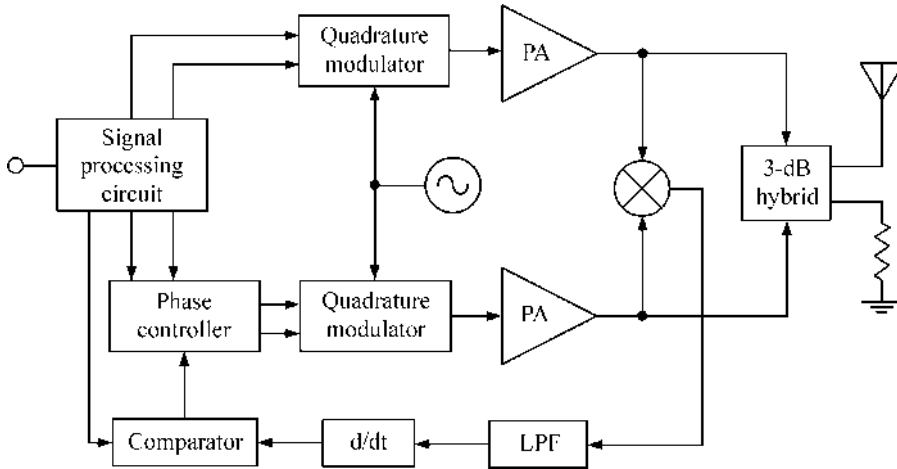 Quadrature
modulator
PA
Signal
processing
circuit
3-dB
hybrid
Phase
controller
Quadrature
modulator
PA
Comparator
d/dt
LPF